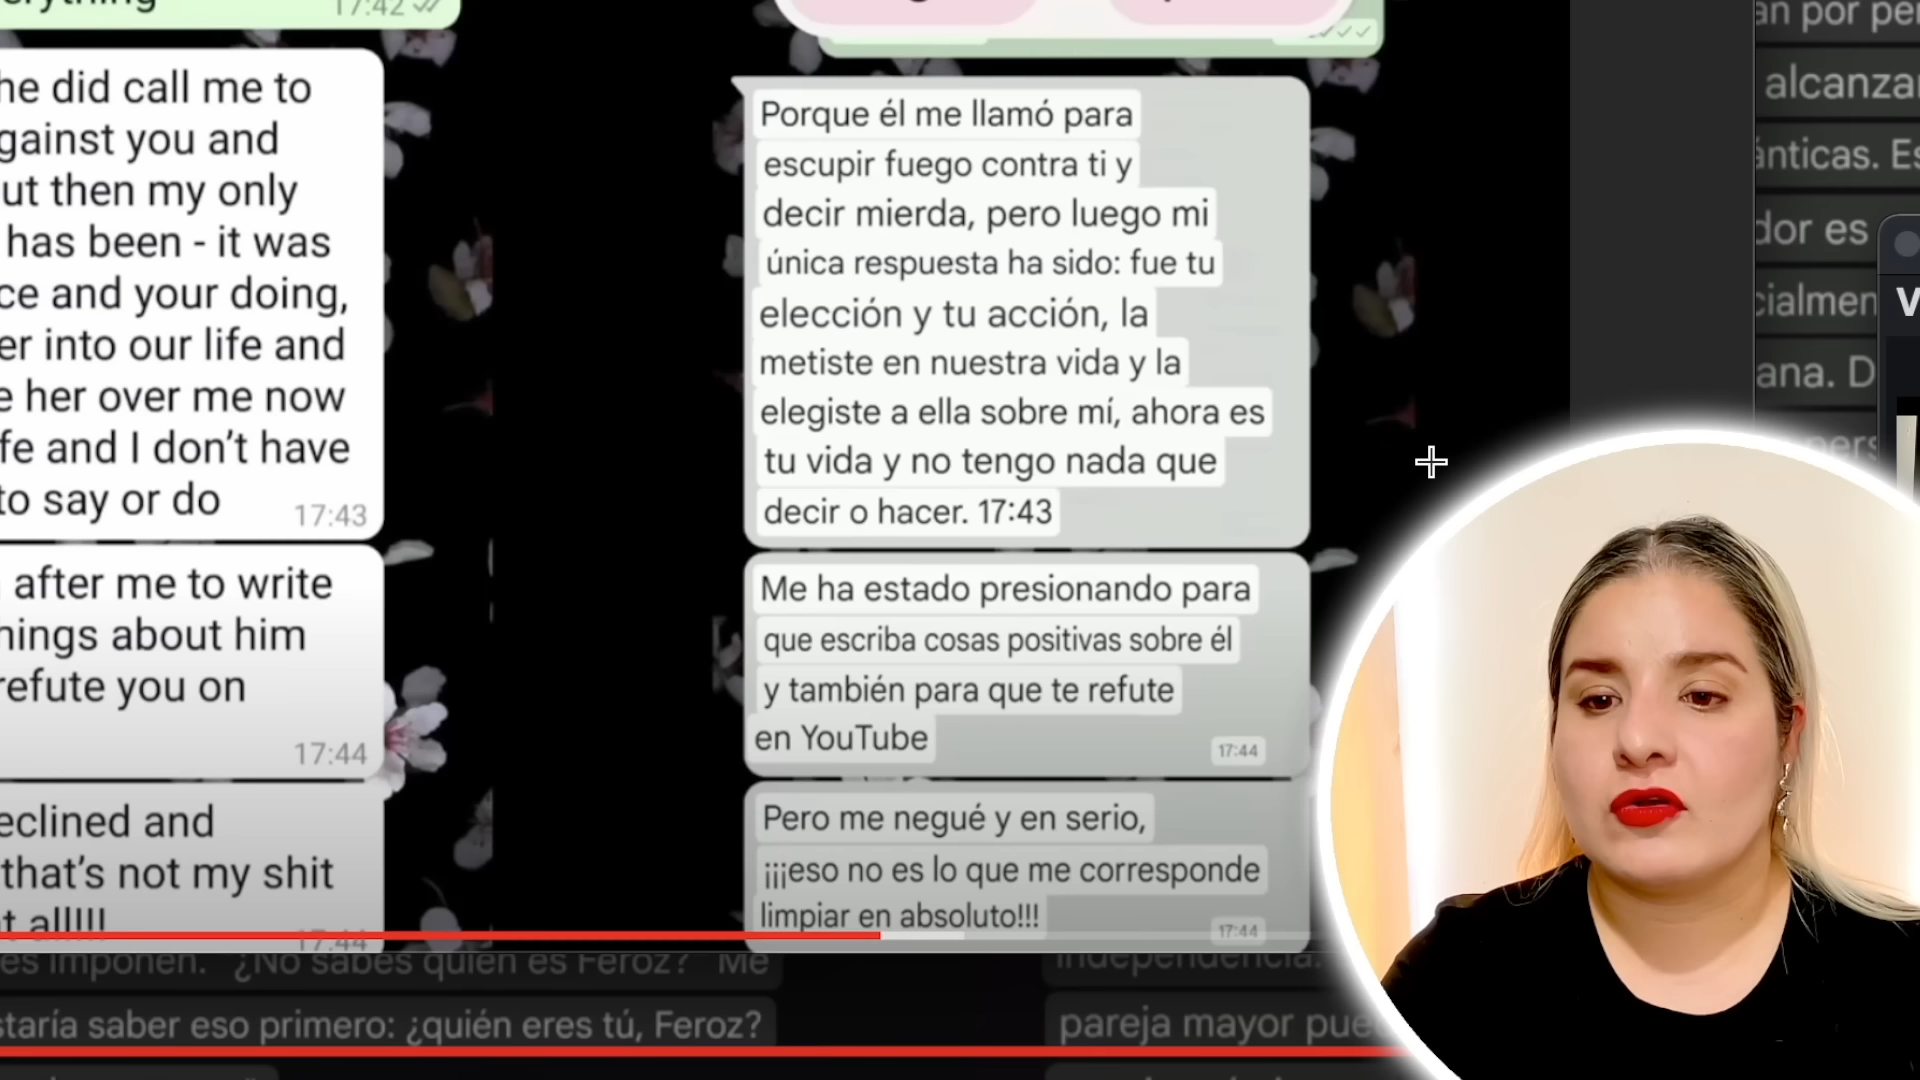 17:42
he did call me to
gainst you and
ut then my only
has been - it was
ce and your doing,
er into our life and
e her over me now
fe and I don't have
to say or do
17:43
after me to write
nings about him
refute you on
17:44
eclined and
that's not my shit
t all!!!!
17:44
Porque él me llamó para
escupir fuego contra ti y
decir mierda, pero luego mi
única respuesta ha sido: fue tu
elección y tu acción, la
metiste en nuestra vida y la
elegiste a ella sobre mí, ahora es
tu vida y no tengo nada que
decir o hacer. 17:43
Me ha estado presionando para
que escriba cosas positivas sobre él
y también para que te refute
en YouTube
17:44
Pero me negué y en serio,
¡¡¡eso no es lo que me corresponde
limpiar en absoluto!!!
17:44
es imponen. ¿No sabes quién es Feroz? Me
staría saber eso primero: ¿quién eres tú, Feroz?
independencia.
pareja mayor pue
an por per
alcanzar
ánticas. Es
dor es
cialmen
ana. D
pers
V